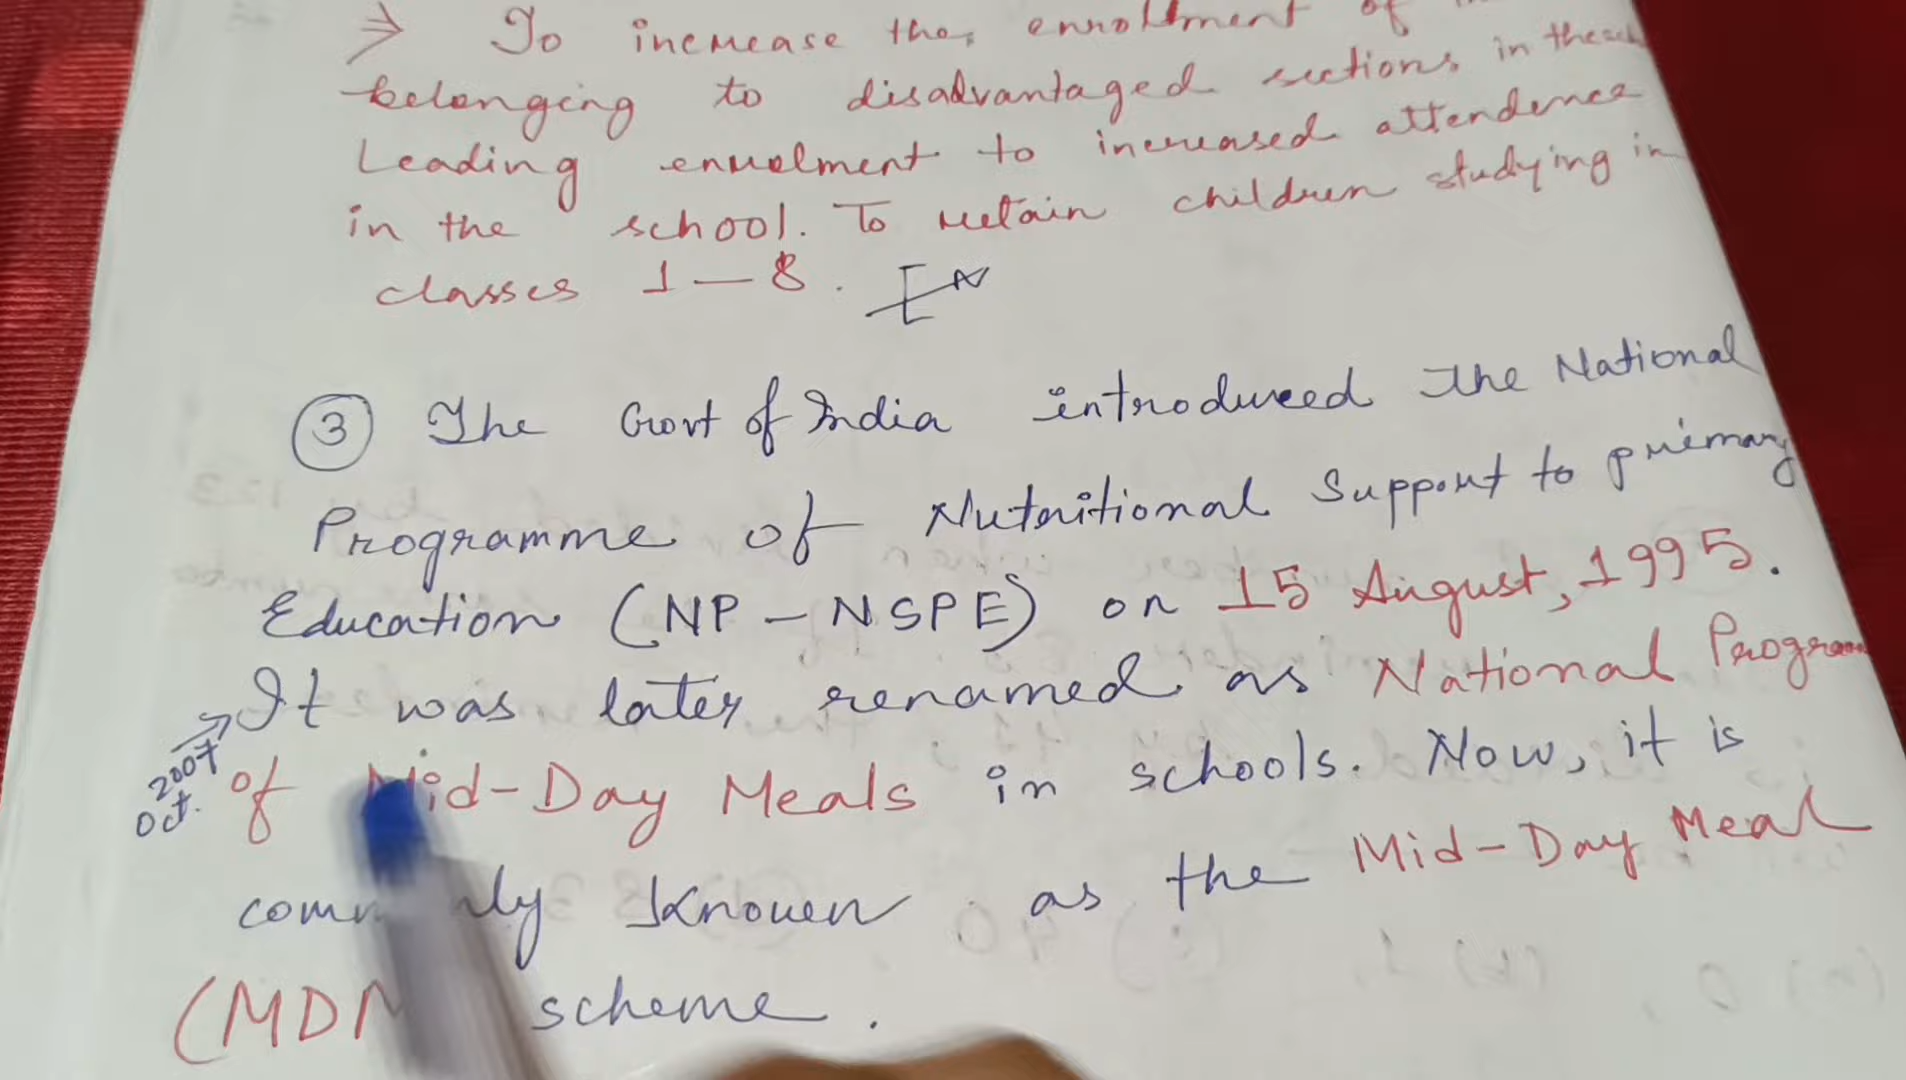 ⇒ To increase the enrollment of
belonging to disadvantaged sections in the
Leading enrolment to increased attendence
in the school. To retain children studying in
classes 1 – 8.
③ The Govt of India introduced the National
Programme of Nutritional Support to primary
Education (NP – NSPE) on 15 August, 1995.
→ It was later renamed as National Program
2007 Oct.
of Mid-Day Meals in schools. Now, it is
known as the Mid-Day Meal
scheme.